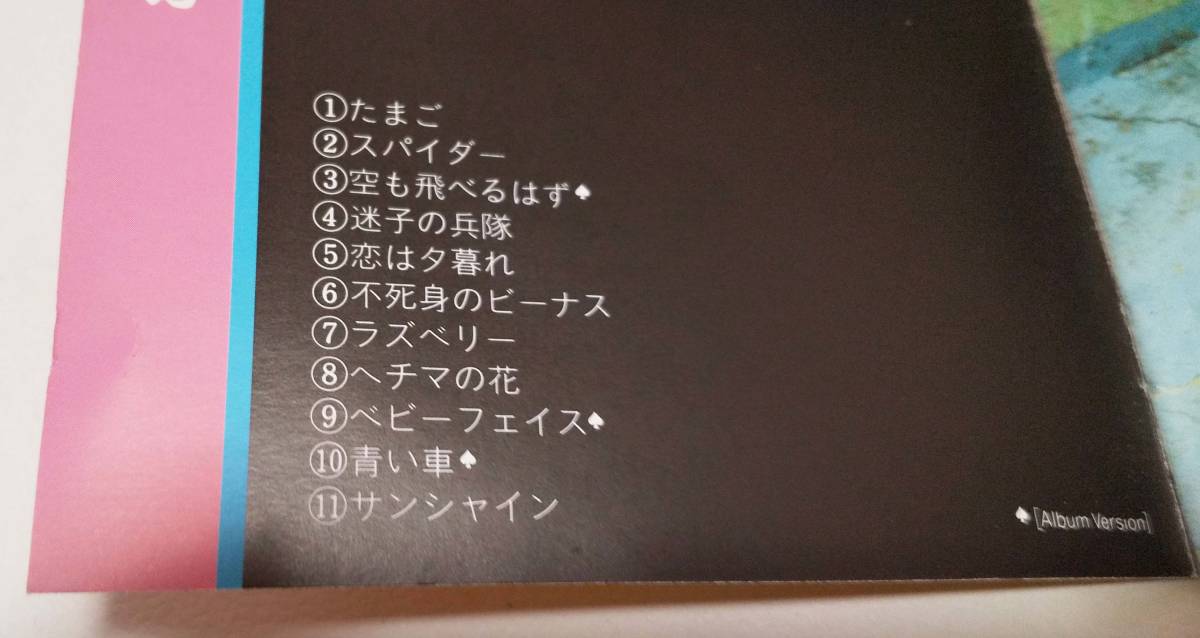 ①たまご
②スパイダー
③空も飛べるはず♠
④迷子の兵隊
⑤恋は夕暮れ
⑥不死身のビーナス
⑦ラズベリー
⑧ヘチマの花
⑨ベビーフェイス♠
⑩青い車♠
⑪サンシャイン
♠[Album Version]